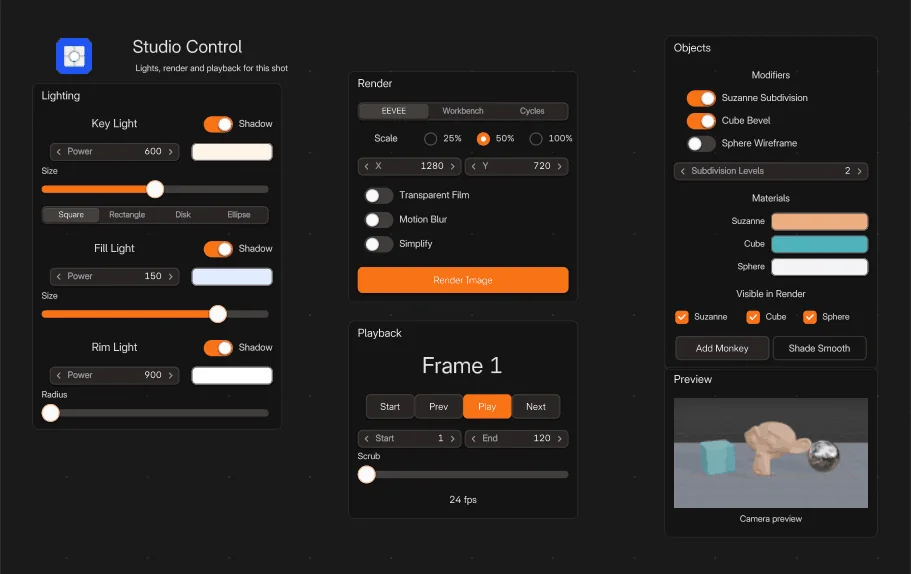 Studio Control
Lights, render and playback for this shot
Lighting
Key Light
Shadow
Power 600
Size
Square Rectangle Disk Ellipse
Fill Light
Shadow
Power 150
Size
Rim Light
Shadow
Power 900
Radius
Render
EEVEE Workbench Cycles
Scale 25% 50% 100%
X 1280 Y 720
Transparent Film
Motion Blur
Simplify
Render Image
Playback
Frame 1
Start Prev Play Next
Start 1 End 120
Scrub
24 fps
Objects
Modifiers
Suzanne Subdivision
Cube Bevel
Sphere Wireframe
Subdivision Levels 2
Materials
Suzanne
Cube
Sphere
Visible in Render
Suzanne Cube Sphere
Add Monkey Shade Smooth
Preview
Camera preview